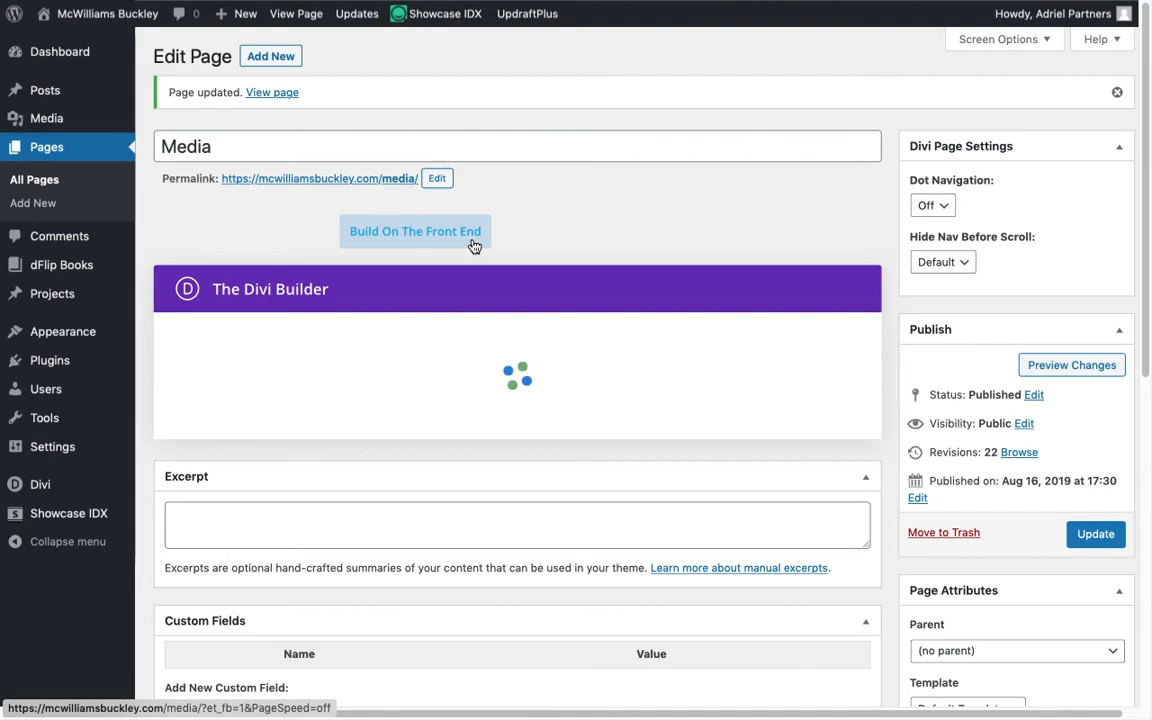 McWilliams Buckley 0 New View Page Updates Showcase IDX UpdraftPlus Howdy, Adriel Partners
Screen Options Help
Dashboard
Posts
Media
Pages
All Pages
Add New
Comments
dFlip Books
Projects
Appearance
Plugins
Users
Tools
Settings
Divi
Showcase IDX
Collapse menu
Edit Page Add New
Page updated. View page
Media
Permalink: https://mcwilliamsbuckley.com/media/ Edit
Build On The Front End
The Divi Builder
Excerpt
Excerpts are optional hand-crafted summaries of your content that can be used in your theme. Learn more about manual excerpts.
Custom Fields
Name Value
Add New Custom Field:
Divi Page Settings
Dot Navigation:
Off
Hide Nav Before Scroll:
Default
Publish
Preview Changes
Status: Published Edit
Visibility: Public Edit
Revisions: 22 Browse
Published on: Aug 16, 2019 at 17:30
Edit
Move to Trash Update
Page Attributes
Parent
(no parent)
Template
https://mcwilliamsbuckley.com/media/?et_fb=1&PageSpeed=off